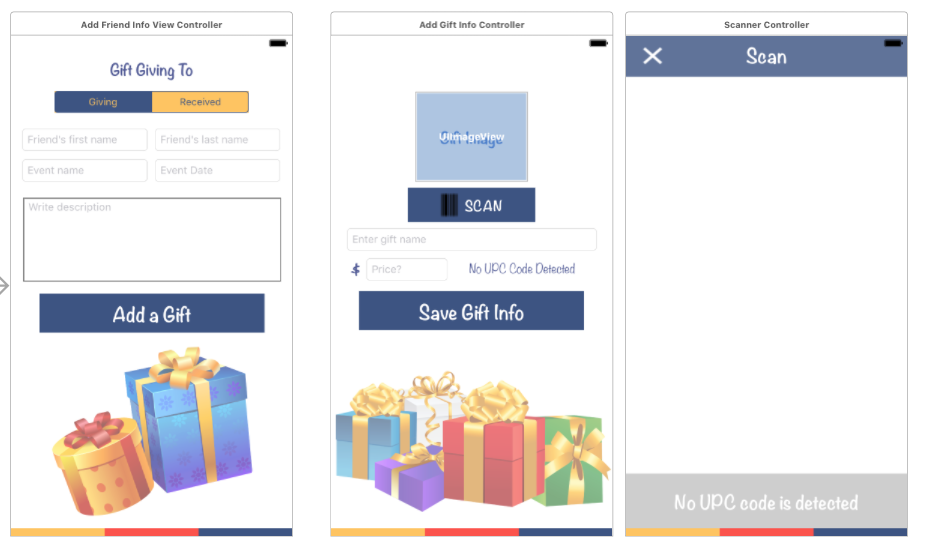 Add Friend Info View Controller
Gift Giving To
Giving Received
Friend's first name Friend's last name
Event name Event Date
Write description
Add a Gift
Add Gift Info Controller
Gift Image
UIImageView
SCAN
Enter gift name
$ Price? No UPC Code Detected
Save Gift Info
Scanner Controller
Scan
No UPC code is detected